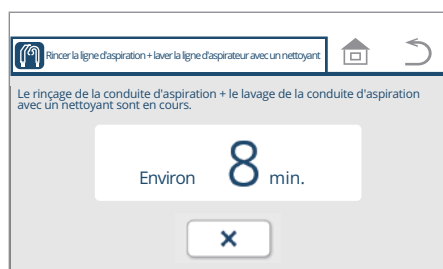 Rincer la ligne d'aspiration + laver la ligne d'aspirateur avec un nettoyant
Le rinçage de la conduite d'aspiration + le lavage de la conduite d'aspiration
avec un nettoyant sont en cours.
Environ 8 min.